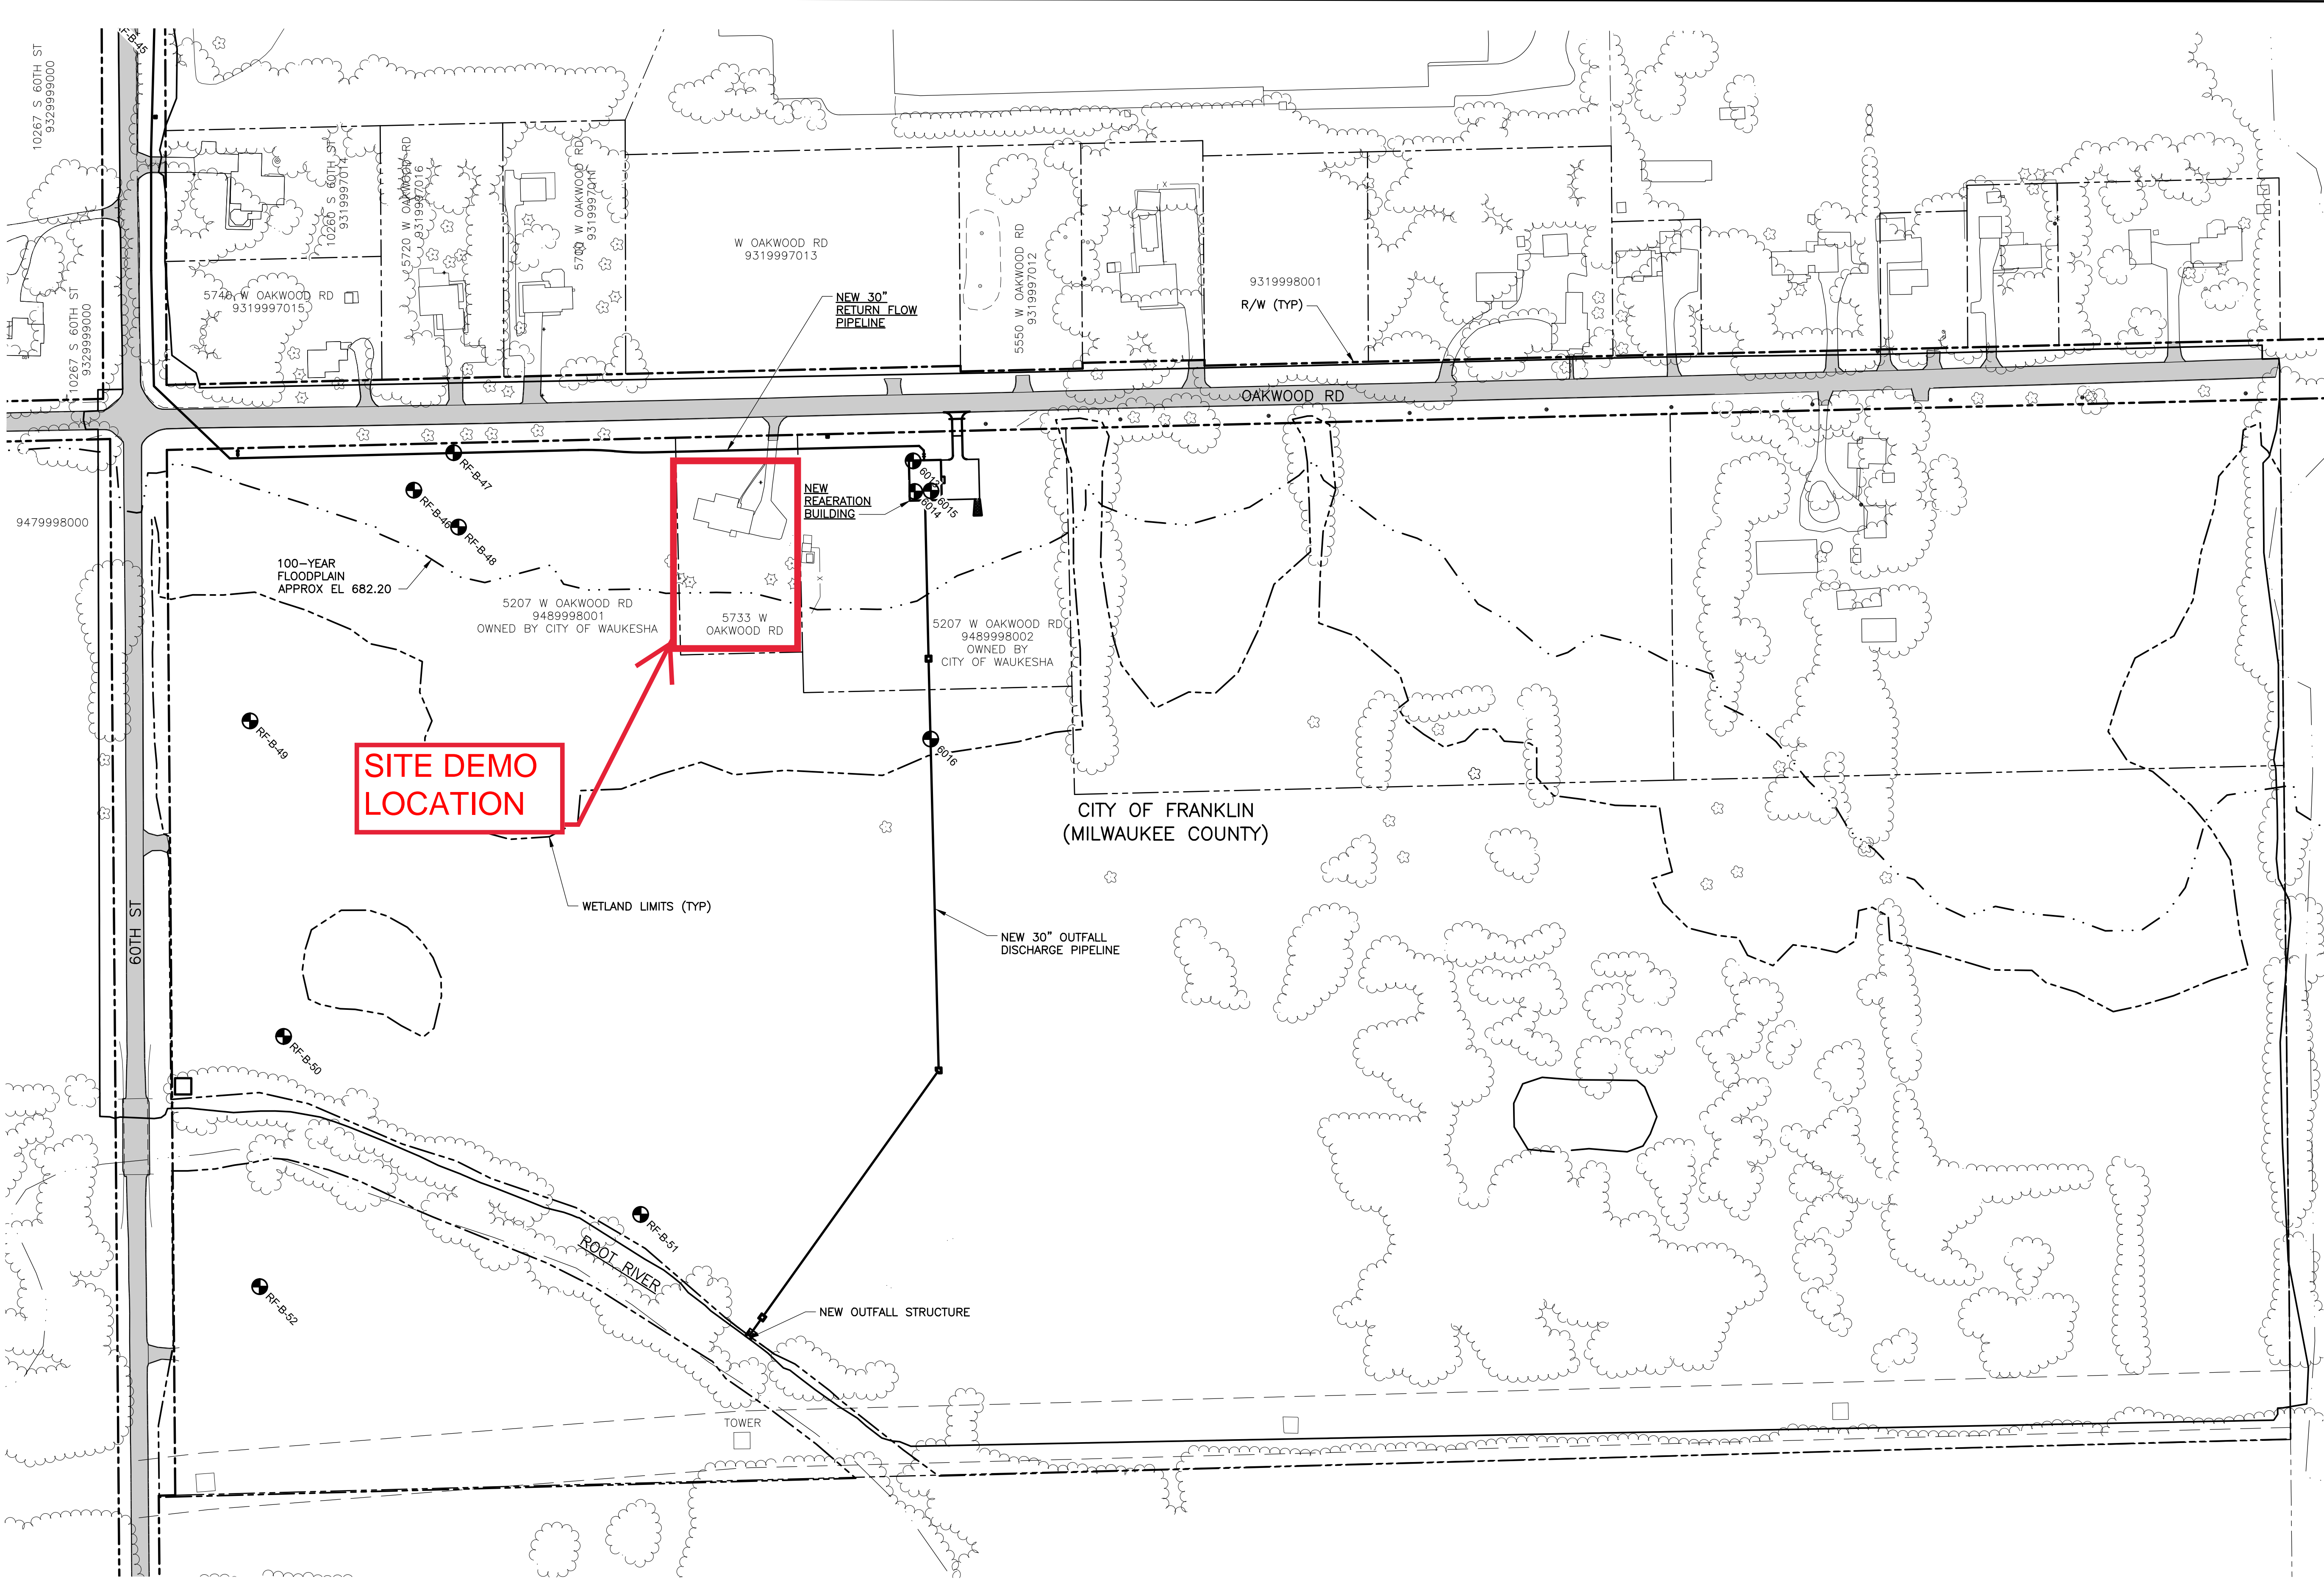 RF-B-45
10267 S 60TH ST
9329999000
10260 S 60TH ST
9319997014
5720 W OAKWOOD RD
9319997016
5700 W OAKWOOD RD
9319997011
W OAKWOOD RD
9319997013
5550 W OAKWOOD RD
9319997012
9319998001
R/W (TYP)
5740 W OAKWOOD RD
9319997015
10267 S 60TH ST
9329999000
NEW 30"
RETURN FLOW
PIPELINE
OAKWOOD RD
RF-B-47
RF-B-46
RF-B-48
NEW
REAERATION
BUILDING
6014
6015
9479998000
100-YEAR
FLOODPLAIN
APPROX EL 682.20
5207 W OAKWOOD RD
9489998001
OWNED BY CITY OF WAUKESHA
5733 W
OAKWOOD RD
5207 W OAKWOOD RD
9489998002
OWNED BY
CITY OF WAUKESHA
RF-B-49
6016
SITE DEMO
LOCATION
CITY OF FRANKLIN
(MILWAUKEE COUNTY)
WETLAND LIMITS (TYP)
60TH ST
NEW 30" OUTFALL
DISCHARGE PIPELINE
RF-B-50
RF-B-51
ROOT RIVER
RF-B-52
NEW OUTFALL STRUCTURE
TOWER